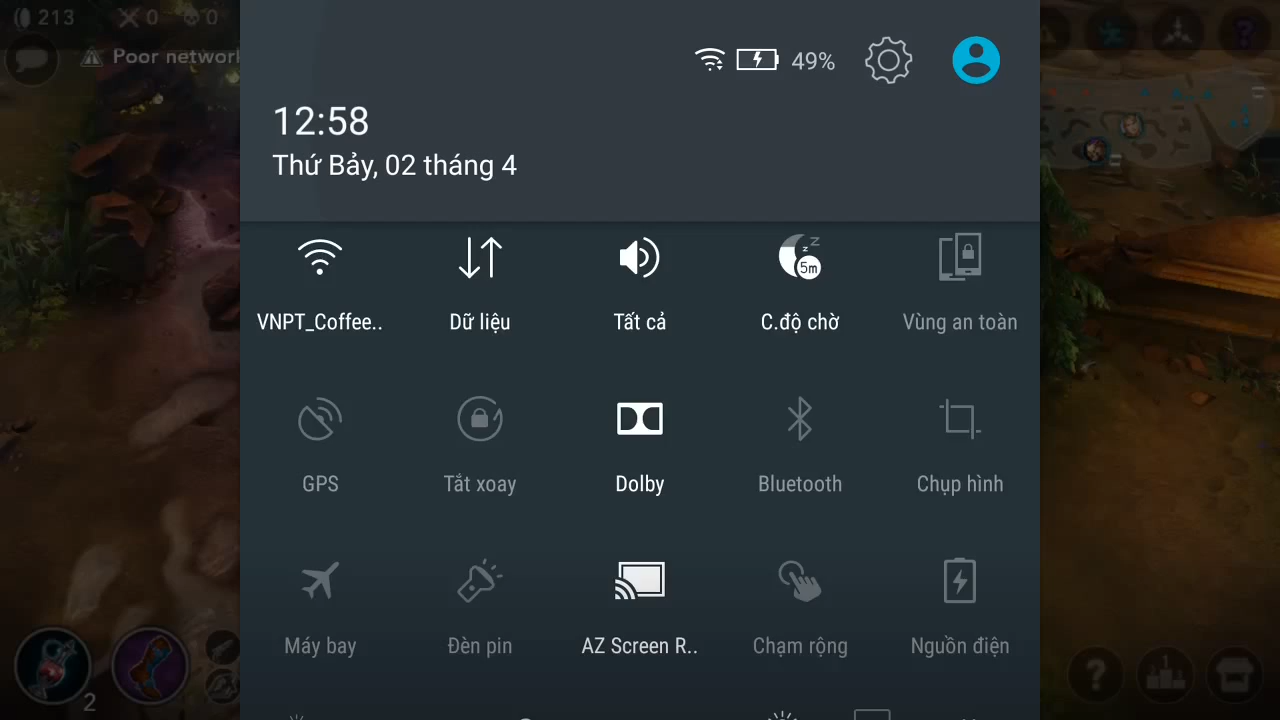 213 0 0
Poor network
49%
12:58
Thứ Bảy, 02 tháng 4
5m
VNPT_Coffee.. Dữ liệu Tất cả C.độ chờ Vùng an toàn
GPS Tắt xoay Dolby Bluetooth Chụp hình
Máy bay Đèn pin AZ Screen R.. Chạm rộng Nguồn điện
2